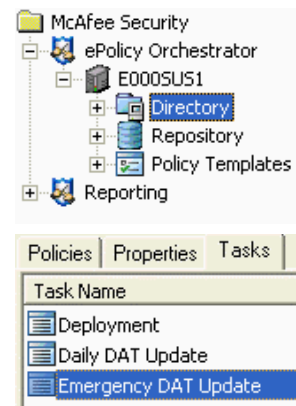 McAfee Security
ePolicy Orchestrator
E000SUS1
Directory
Repository
Policy Templates
Reporting
Policies Properties Tasks
Task Name
Deployment
Daily DAT Update
Emergency DAT Update